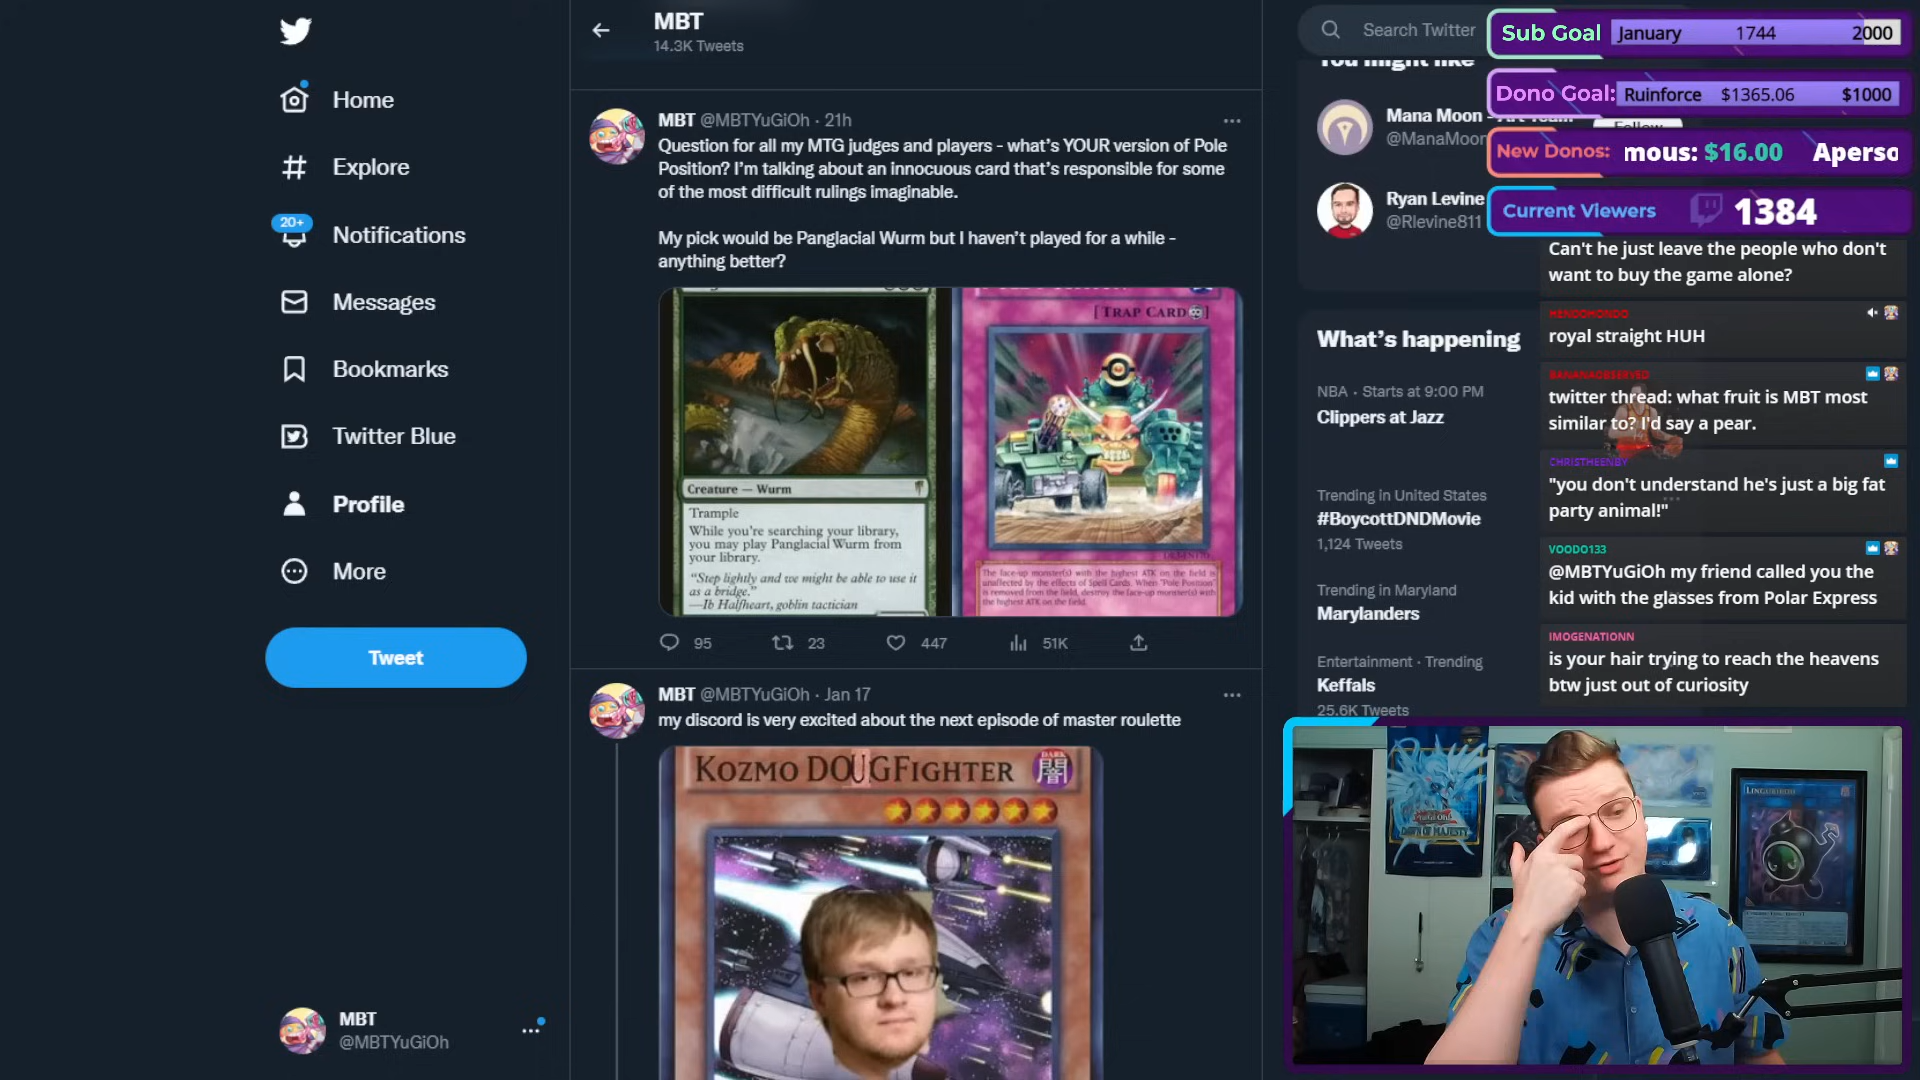 Home
Explore
20+
Notifications
Messages
Bookmarks
Twitter Blue
Profile
More
Tweet
MBT
@MBTYuGiOh
MBT
14.3K Tweets
MBT @MBTYuGiOh · 21h
Question for all my MTG judges and players - what's YOUR version of Pole
Position? I'm talking about an innocuous card that's responsible for some
of the most difficult rulings imaginable.
My pick would be Panglacial Wurm but I haven't played for a while -
anything better?
Creature — Wurm
Trample
While you're searching your library,
you may play Panglacial Wurm from
your library.
"Step lightly and we might be able to use it
as a bridge."
—Ib Halfheart, goblin tactician
[TRAP CARD]
The face-up monster(s) with the highest ATK on the field is
unaffected by the effects of Spell Cards. When "Pole Position"
is removed from the field, destroy the face-up monster(s) with
the highest ATK on the field.
95
23
447
51K
MBT @MBTYuGiOh · Jan 17
my discord is very excited about the next episode of master roulette
KOZMO DOUGFIGHTER
DARK
闇
Search Twitter
You might like
Mana Moon - Art Team
@ManaMoon
Follow
Ryan Levine
@Rlevine811
What's happening
NBA · Starts at 9:00 PM
Clippers at Jazz
Trending in United States
#BoycottDNDMovie
1,124 Tweets
Trending in Maryland
Marylanders
Entertainment · Trending
Keffals
25.6K Tweets
Sub Goal January 1744 2000
Dono Goal: Ruinforce $1365.06 $1000
New Donos: mous: $16.00 Aperso
Current Viewers 1384
Can't he just leave the people who don't
want to buy the game alone?
HENDOHONDO
royal straight HUH
BANANAOBSERVED
twitter thread: what fruit is MBT most
similar to? I'd say a pear.
CHRISTHEENBY
"you don't understand he's just a big fat
party animal!"
VOODO133
@MBTYuGiOh my friend called you the
kid with the glasses from Polar Express
IMOGENATIONN
is your hair trying to reach the heavens
btw just out of curiosity
DAWN OF MAJESTY
LINKURIBOH